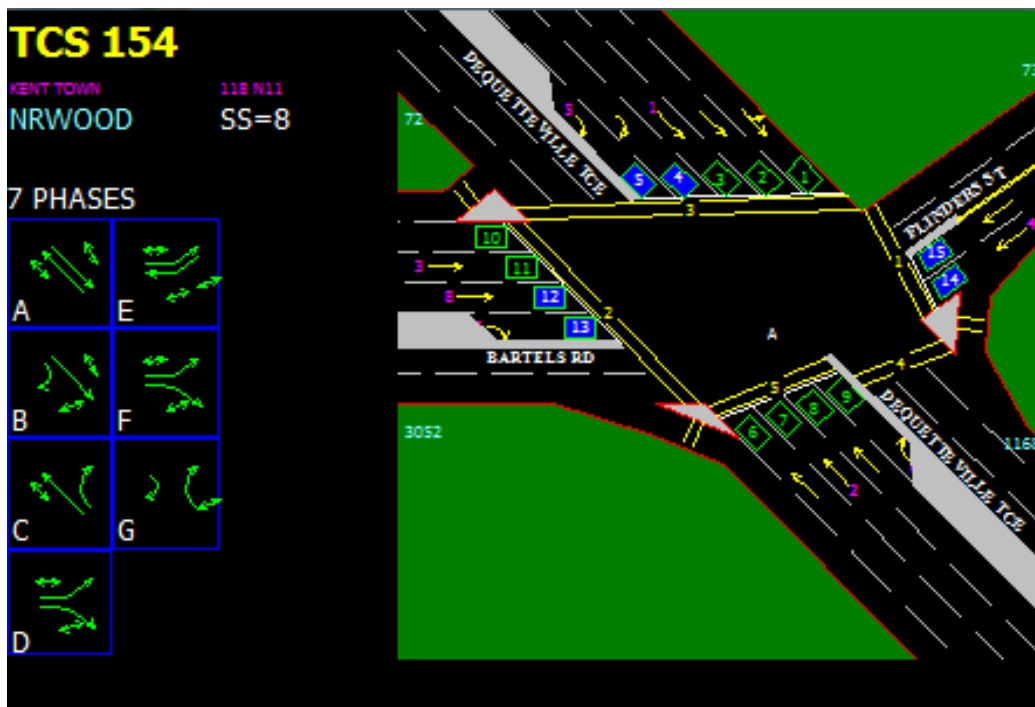 TCS 154
KENT TOWN 118 N11
NRWOOD SS=8
7 PHASES
A
E
B
F
C
G
D
DEQUETTEVILLE TCE
72
73
5
1
5
4
3
2
1
3
FLINDERS ST
15
14
1
10
11
12
13
3
8
2
BARTELS RD
A
4
5
6
7
8
9
2
DEQUETTEVILLE TCE
3052
1168